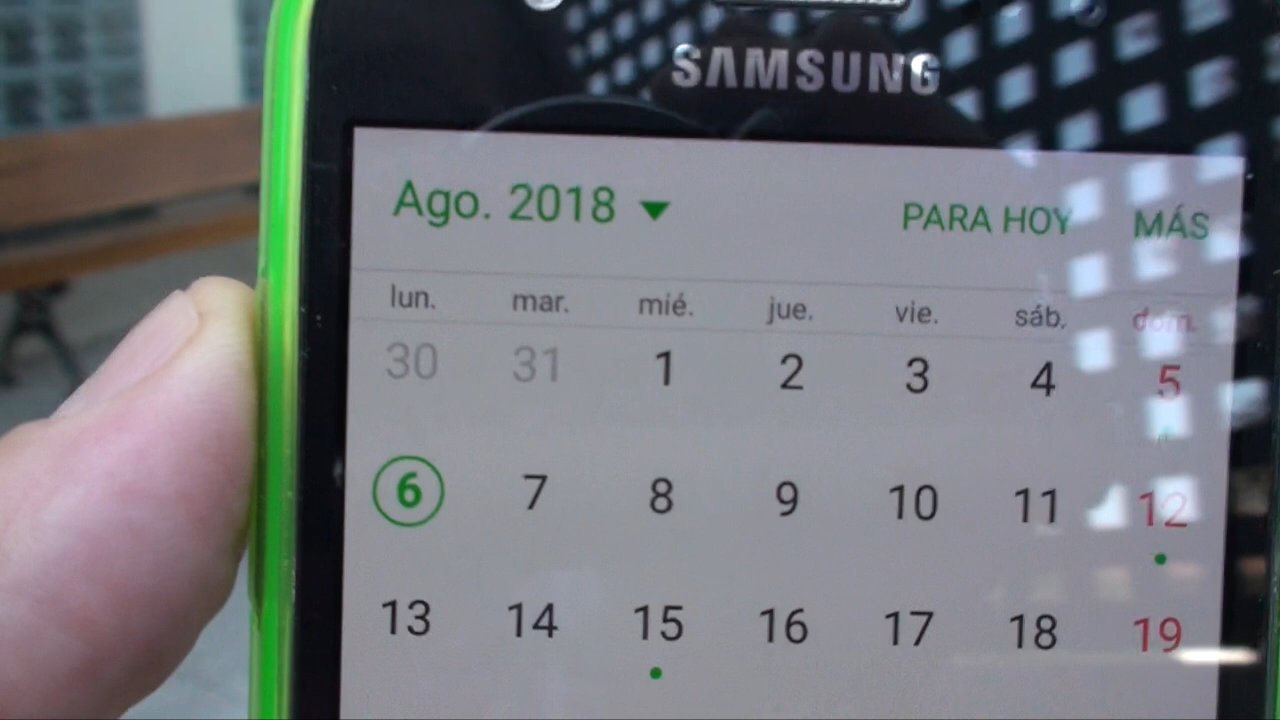 SAMSUNG
Ago. 2018 PARA HOY MÁS
lun. mar. mié. jue. vie. sáb. dom.
30 31 1 2 3 4 5
6 7 8 9 10 11 12
13 14 15 16 17 18 19